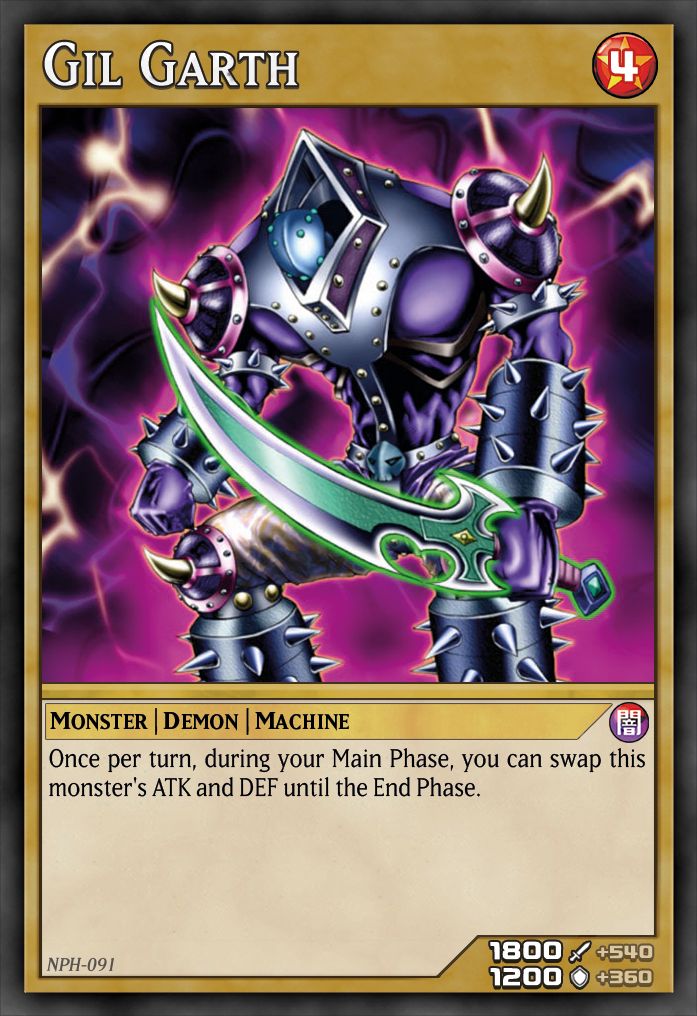 Gil Garth
4
Monster | Demon | Machine
闇
Once per turn, during your Main Phase, you can swap this
monster's ATK and DEF until the End Phase.
1800 +540
NPH-091
1200 +360